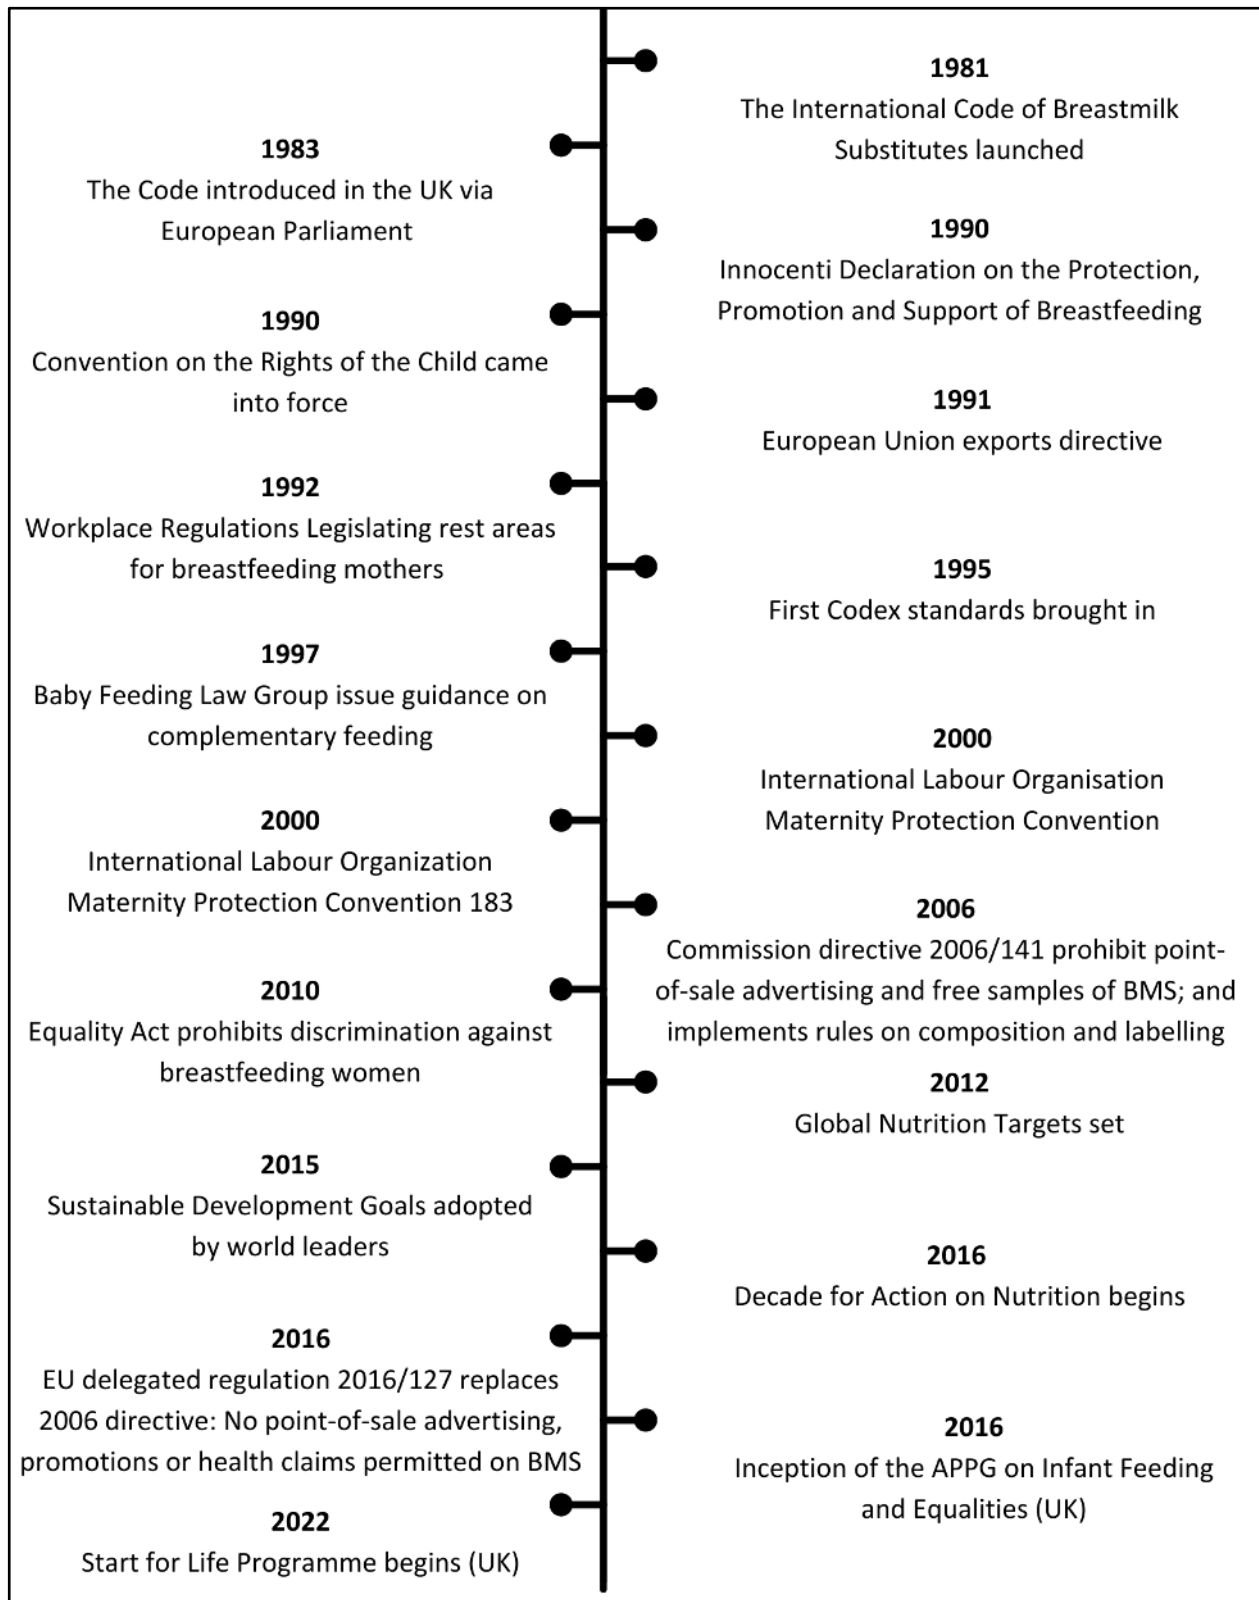 1981
The International Code of Breastmilk
Substitutes launched
1983
The Code introduced in the UK via
European Parliament
1990
Innocenti Declaration on the Protection,
Promotion and Support of Breastfeeding
1990
Convention on the Rights of the Child came
into force
1991
European Union exports directive
1992
Workplace Regulations Legislating rest areas
for breastfeeding mothers
1995
First Codex standards brought in
1997
Baby Feeding Law Group issue guidance on
complementary feeding
2000
International Labour Organisation
Maternity Protection Convention
2000
International Labour Organization
Maternity Protection Convention 183
2006
Commission directive 2006/141 prohibit point-
of-sale advertising and free samples of BMS; and
implements rules on composition and labelling
2010
Equality Act prohibits discrimination against
breastfeeding women
2012
Global Nutrition Targets set
2015
Sustainable Development Goals adopted
by world leaders
2016
Decade for Action on Nutrition begins
2016
EU delegated regulation 2016/127 replaces
2006 directive: No point-of-sale advertising,
promotions or health claims permitted on BMS
2016
Inception of the APPG on Infant Feeding
and Equalities (UK)
2022
Start for Life Programme begins (UK)